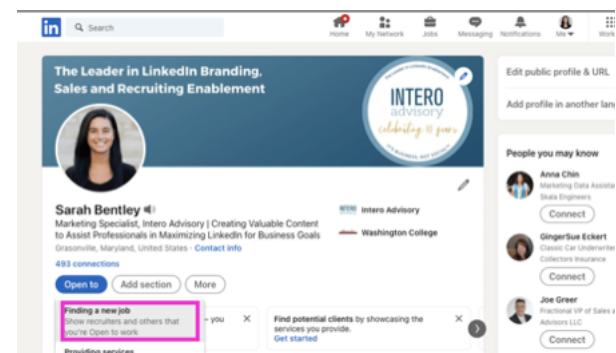 in
Search
Home
My Network
Jobs
Messaging
Notifications
Me
Work
The Leader in LinkedIn Branding,
Sales and Recruiting Enablement
INTERO
advisory
celebrating 10 years
Edit public profile & URL
Add profile in another
People you may know
Anna Chin
Marketing Data
Skala Engineers
Connect
GingerSue Eckert
Classic Car Underwriter
Collectors Insurance
Connect
Joe Greer
Fractional VP of Sales
Advisors LLC
Connect
Sarah Bentley
Marketing Specialist, Intero Advisory | Creating Valuable Content
to Assist Professionals in Maximizing LinkedIn for Business Goals
Grasonville, Maryland, United States · Contact info
493 connections
INTERO Intero Advisory
Washington College
Open to
Add section
More
Finding a new job
Show recruiters and others that
you're Open to work
Providing services
– you
Find potential clients by showcasing the
services you provide.
Get started